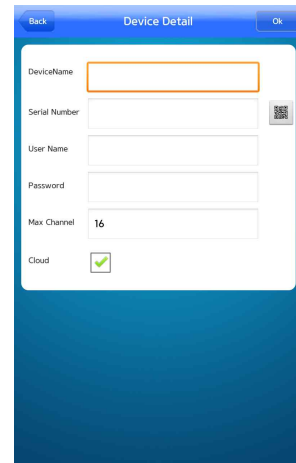 Back Device Detail Ok
DeviceName
Serial Number
User Name
Password
Max Channel 16
Cloud